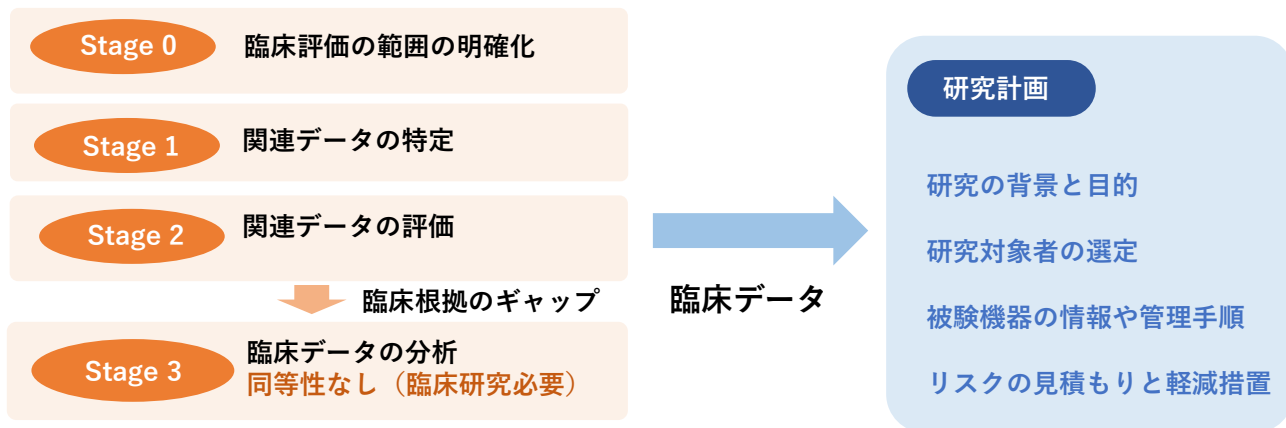 Stage 0
臨床評価の範囲の明確化
Stage 1
関連データの特定
Stage 2
関連データの評価
臨床根拠のギャップ
Stage 3
臨床データの分析
同等性なし（臨床研究必要）
臨床データ
研究計画
研究の背景と目的
研究対象者の選定
被験機器の情報や管理手順
リスクの見積もりと軽減措置